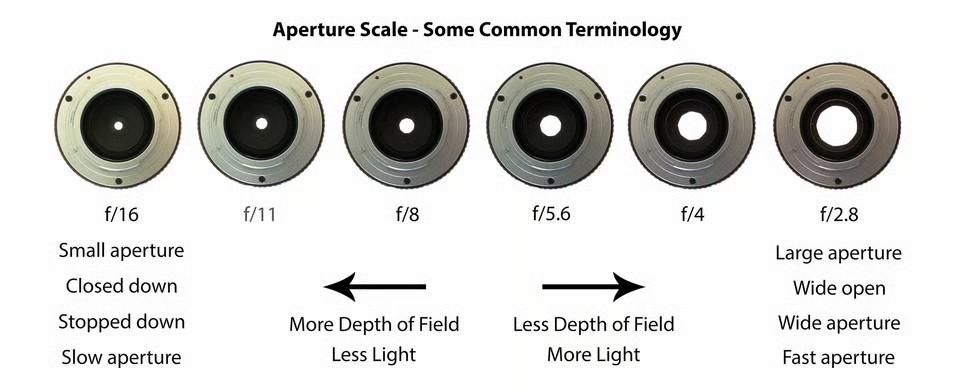 Aperture Scale - Some Common Terminology
f/16
f/11
f/8
f/5.6
f/4
f/2.8
Small aperture
Closed down
Stopped down
Slow aperture
More Depth of Field
Less Light
Less Depth of Field
More Light
Large aperture
Wide open
Wide aperture
Fast aperture